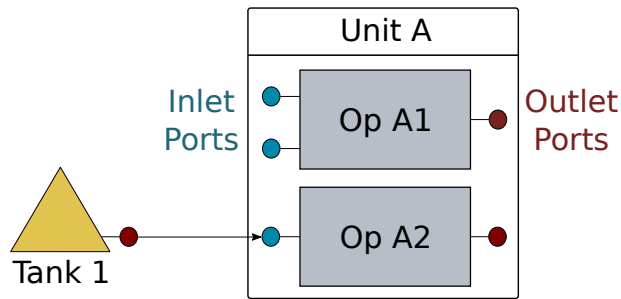 Unit A
Inlet
Ports
Op A1
Outlet
Ports
Op A2
Tank 1